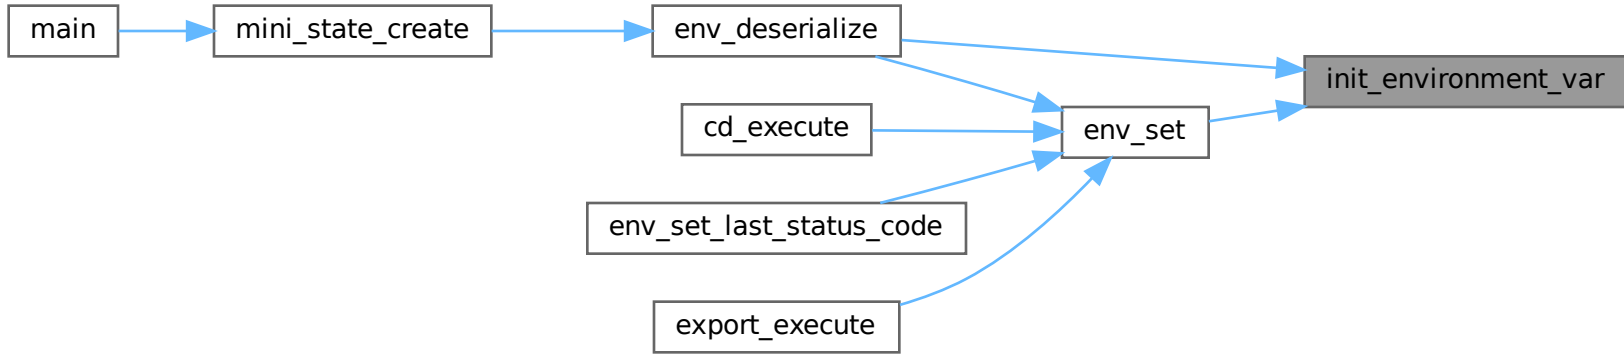 main
mini_state_create
env_deserialize
init_environment_var
cd_execute
env_set
env_set_last_status_code
export_execute